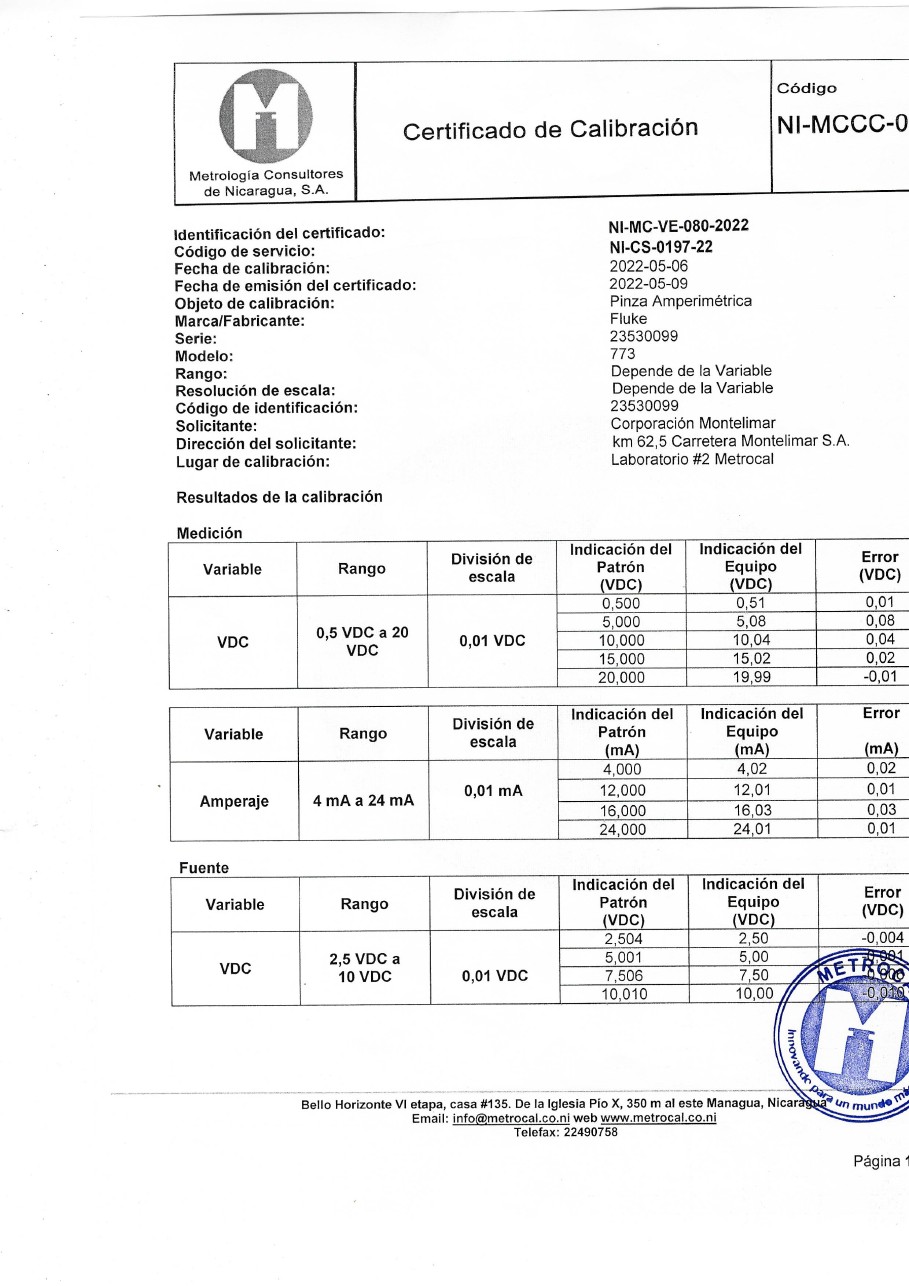 Código
Certificado de Calibración
NI-MCCC-0
Metrología Consultores
de Nicaragua, S.A.
Identificación del certificado: NI-MC-VE-080-2022
Código de servicio: NI-CS-0197-22
Fecha de calibración: 2022-05-06
Fecha de emisión del certificado: 2022-05-09
Objeto de calibración: Pinza Amperimétrica
Marca/Fabricante: Fluke
Serie: 23530099
Modelo: 773
Rango: Depende de la Variable
Resolución de escala: Depende de la Variable
Código de identificación: 23530099
Solicitante: Corporación Montelimar
Dirección del solicitante: km 62,5 Carretera Montelimar S.A.
Lugar de calibración: Laboratorio #2 Metrocal
Resultados de la calibración
Medición
Variable Rango División de escala Indicación del Patrón (VDC) Indicación del Equipo (VDC) Error (VDC)
VDC 0,5 VDC a 20 VDC 0,01 VDC
0,500 0,51 0,01
5,000 5,08 0,08
10,000 10,04 0,04
15,000 15,02 0,02
20,000 19,99 -0,01
Variable Rango División de escala Indicación del Patrón (mA) Indicación del Equipo (mA) Error (mA)
Amperaje 4 mA a 24 mA 0,01 mA
4,000 4,02 0,02
12,000 12,01 0,01
16,000 16,03 0,03
24,000 24,01 0,01
Fuente
Variable Rango División de escala Indicación del Patrón (VDC) Indicación del Equipo (VDC) Error (VDC)
VDC 2,5 VDC a 10 VDC 0,01 VDC
2,504 2,50 -0,004
5,001 5,00
7,506 7,50
10,010 10,00 -0,010
METROC
Innovando para un mundo má
Bello Horizonte VI etapa, casa #135. De la Iglesia Pío X, 350 m al este Managua, Nicaragua
Email: info@metrocal.co.ni web www.metrocal.co.ni
Telefax: 22490758
Página 1